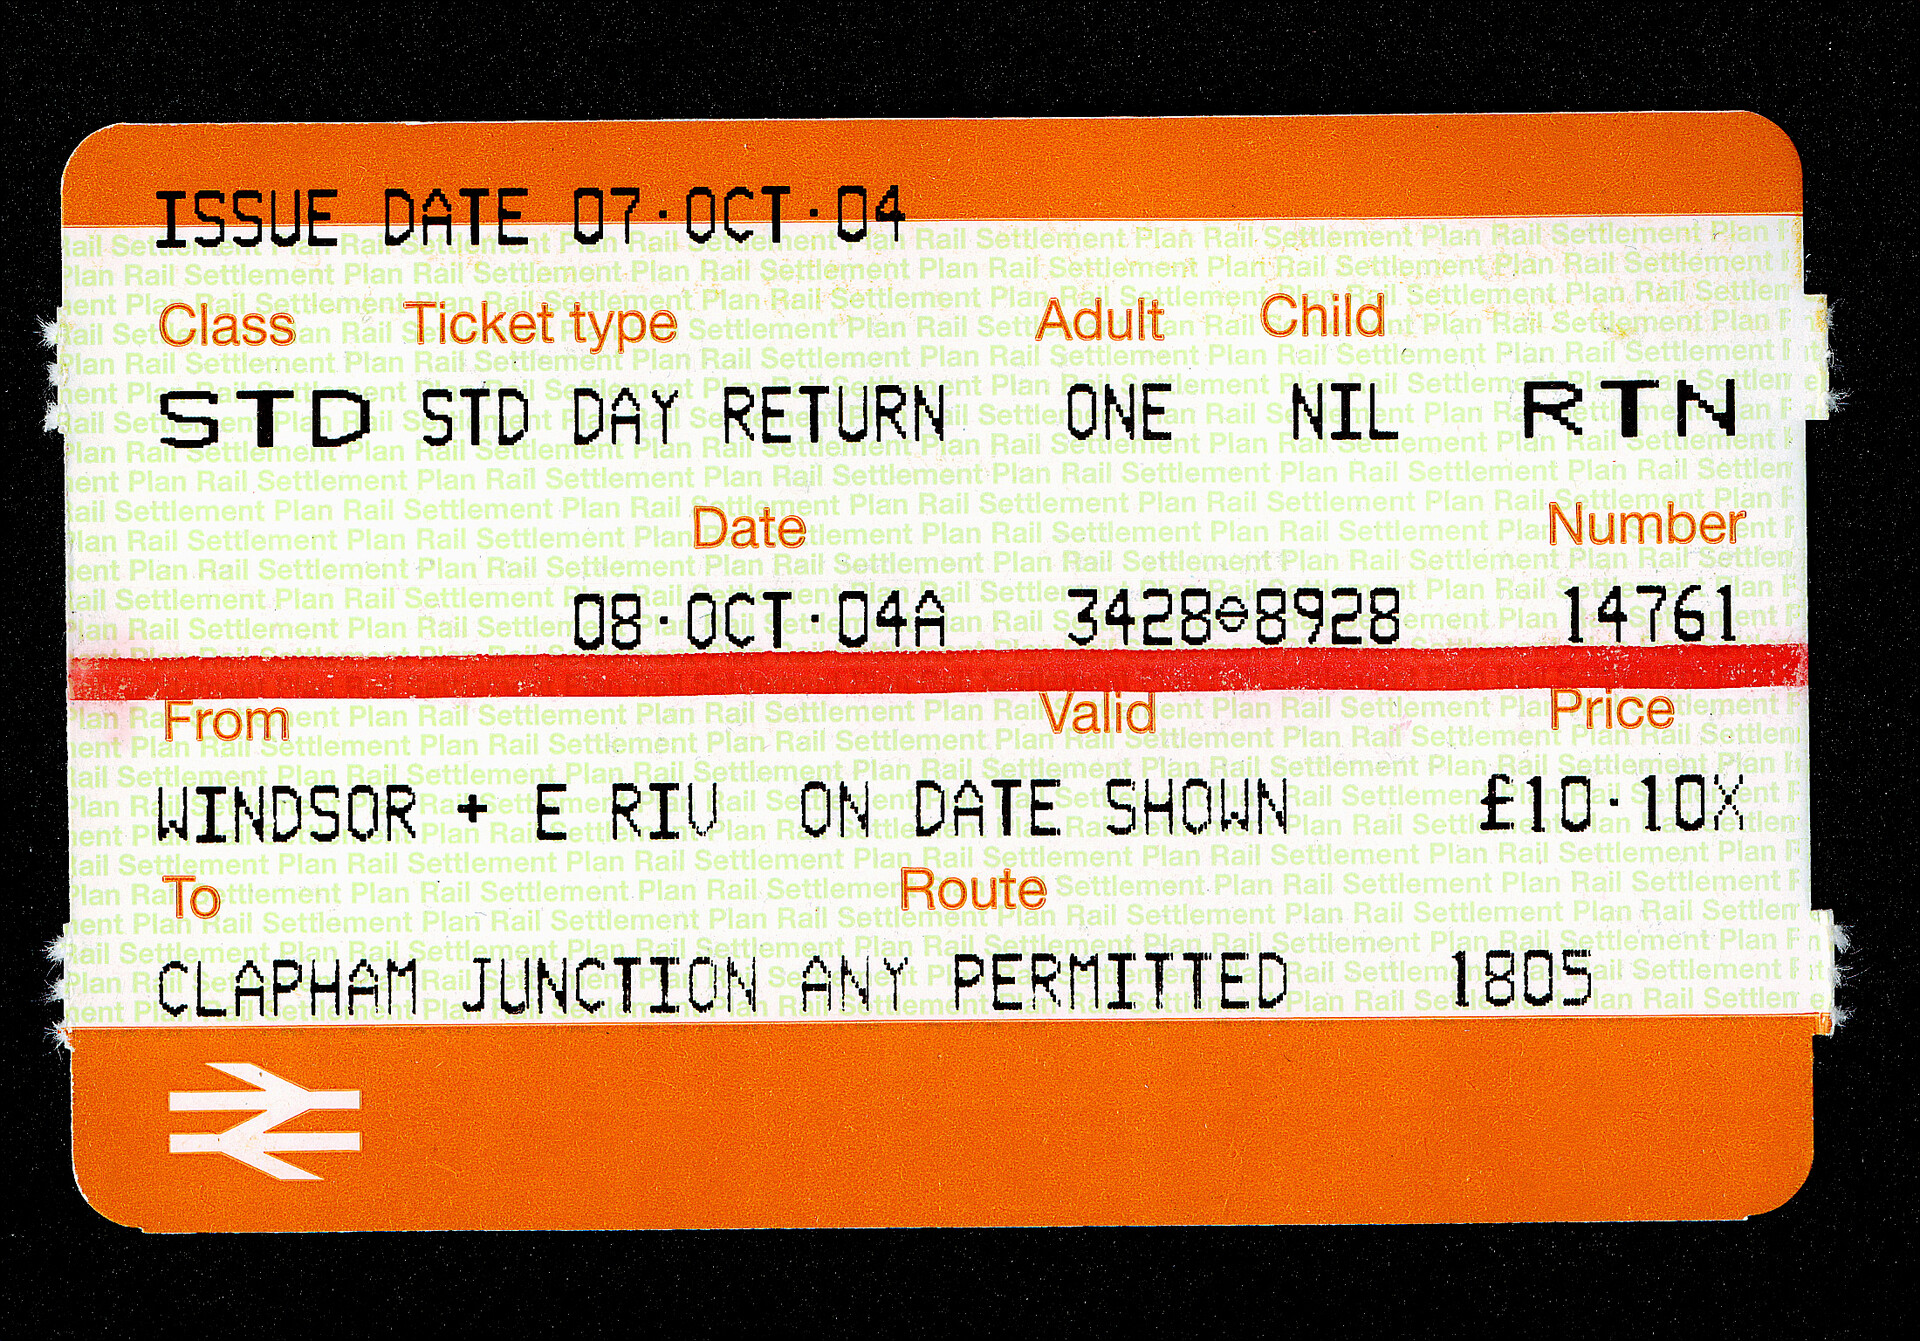 ISSUE DATE 07·OCT·04
Class Ticket type Adult Child
STD STD DAY RETURN ONE NIL RTN
Date Number
08·OCT·04A 3428 8928 14761
From Valid Price
WINDSOR + E RIV ON DATE SHOWN £10·10X
To Route
CLAPHAM JUNCTION ANY PERMITTED 1805